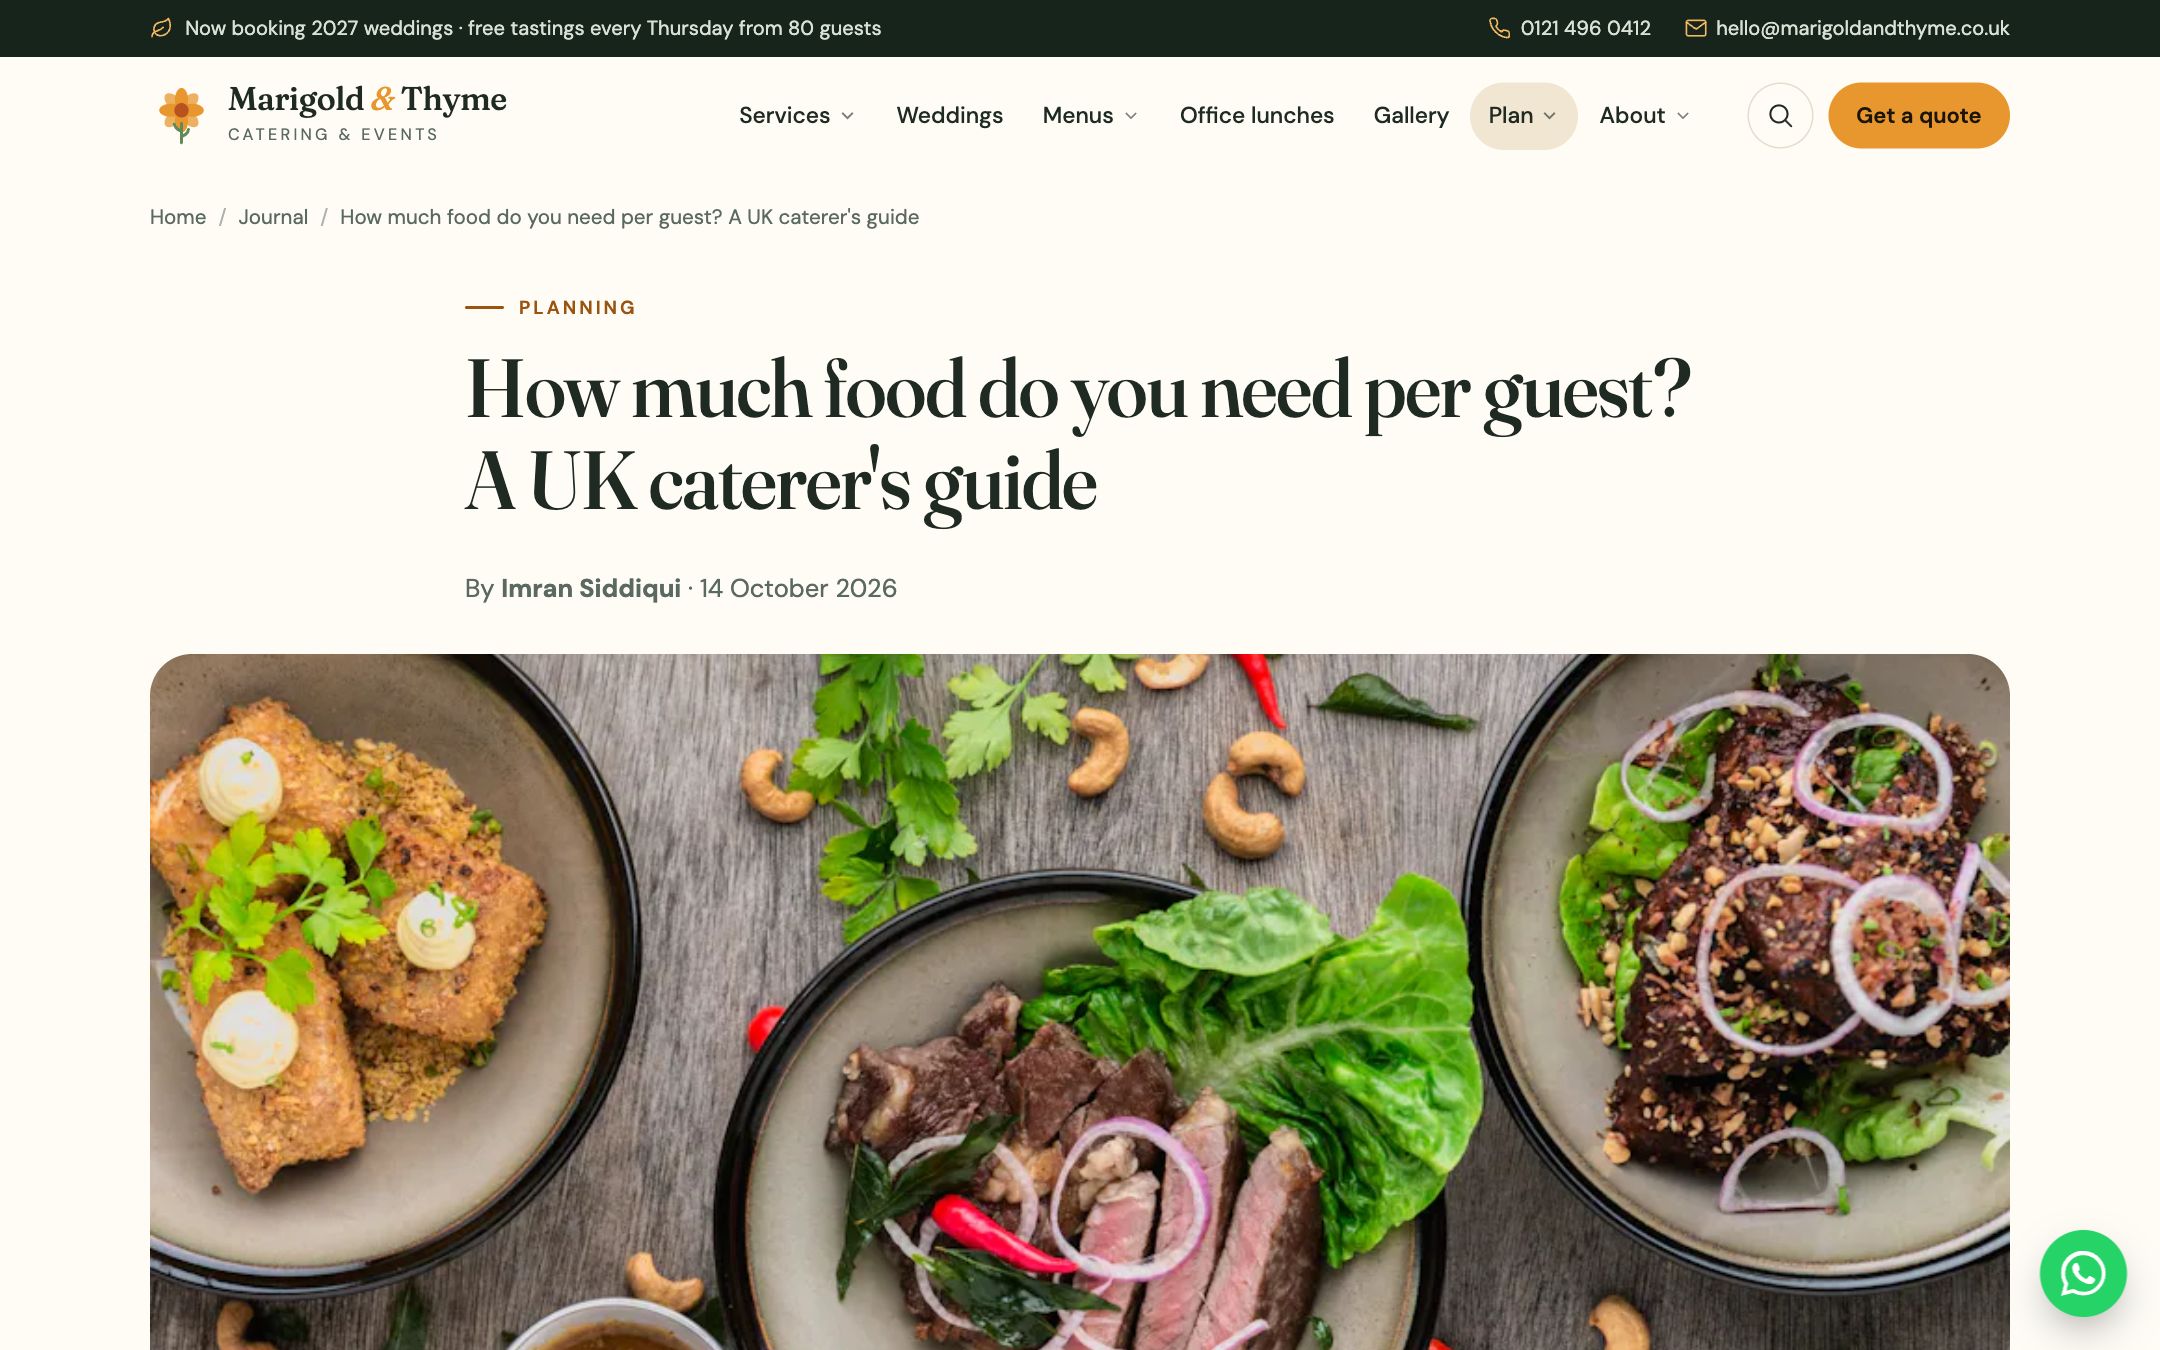 Now booking 2027 weddings · free tastings every Thursday from 80 guests
0121 496 0412
hello@marigoldandthyme.co.uk
Marigold & Thyme
CATERING & EVENTS
Services
Weddings
Menus
Office lunches
Gallery
Plan
About
Get a quote
Home / Journal / How much food do you need per guest? A UK caterer's guide
PLANNING
How much food do you need per guest?
A UK caterer's guide
By Imran Siddiqui · 14 October 2026